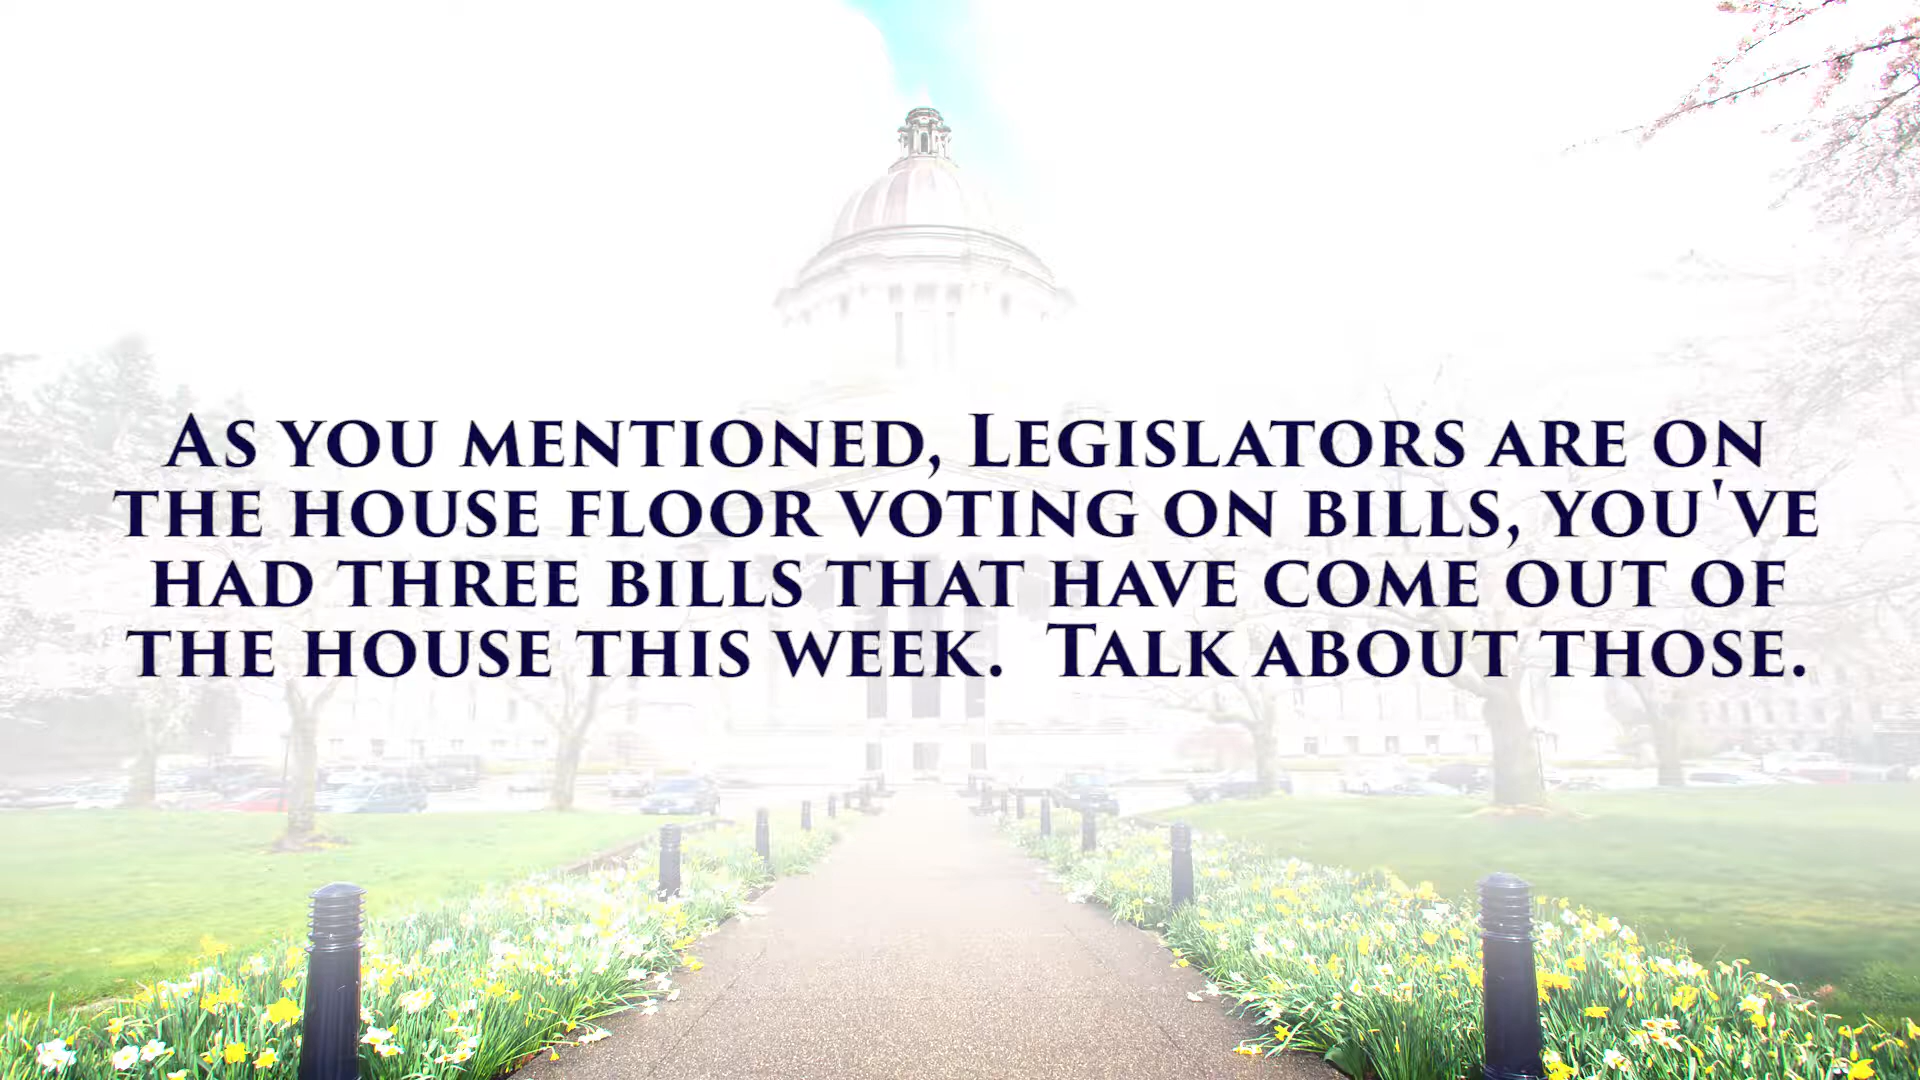 As you mentioned, Legislators are on
the house floor voting on bills, you've
had three bills that have come out of
the house this week.  Talk about those.